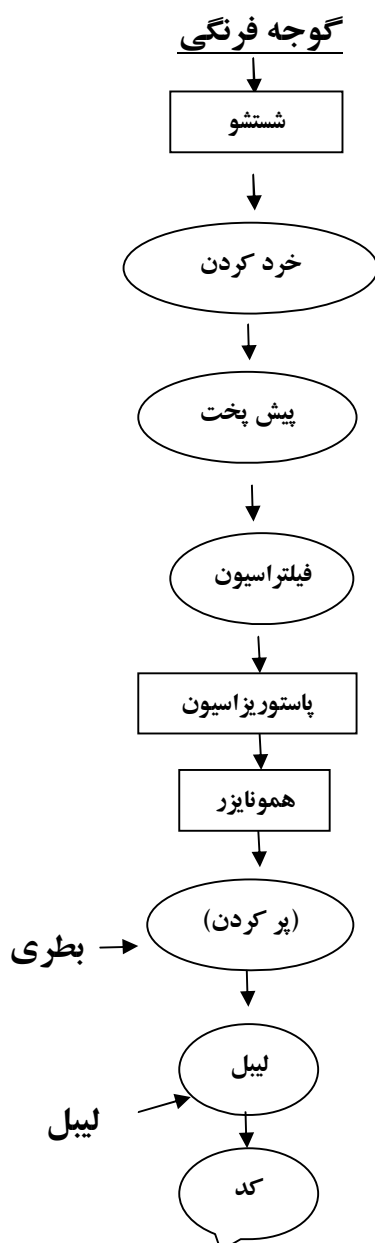 گوجه فرنگی
شستشو
خرد کردن
پیش پخت
فیلتراسیون
پاستوریزاسیون
همونایزر
(پر کردن)
بطری
لیبل
لیبل
کد